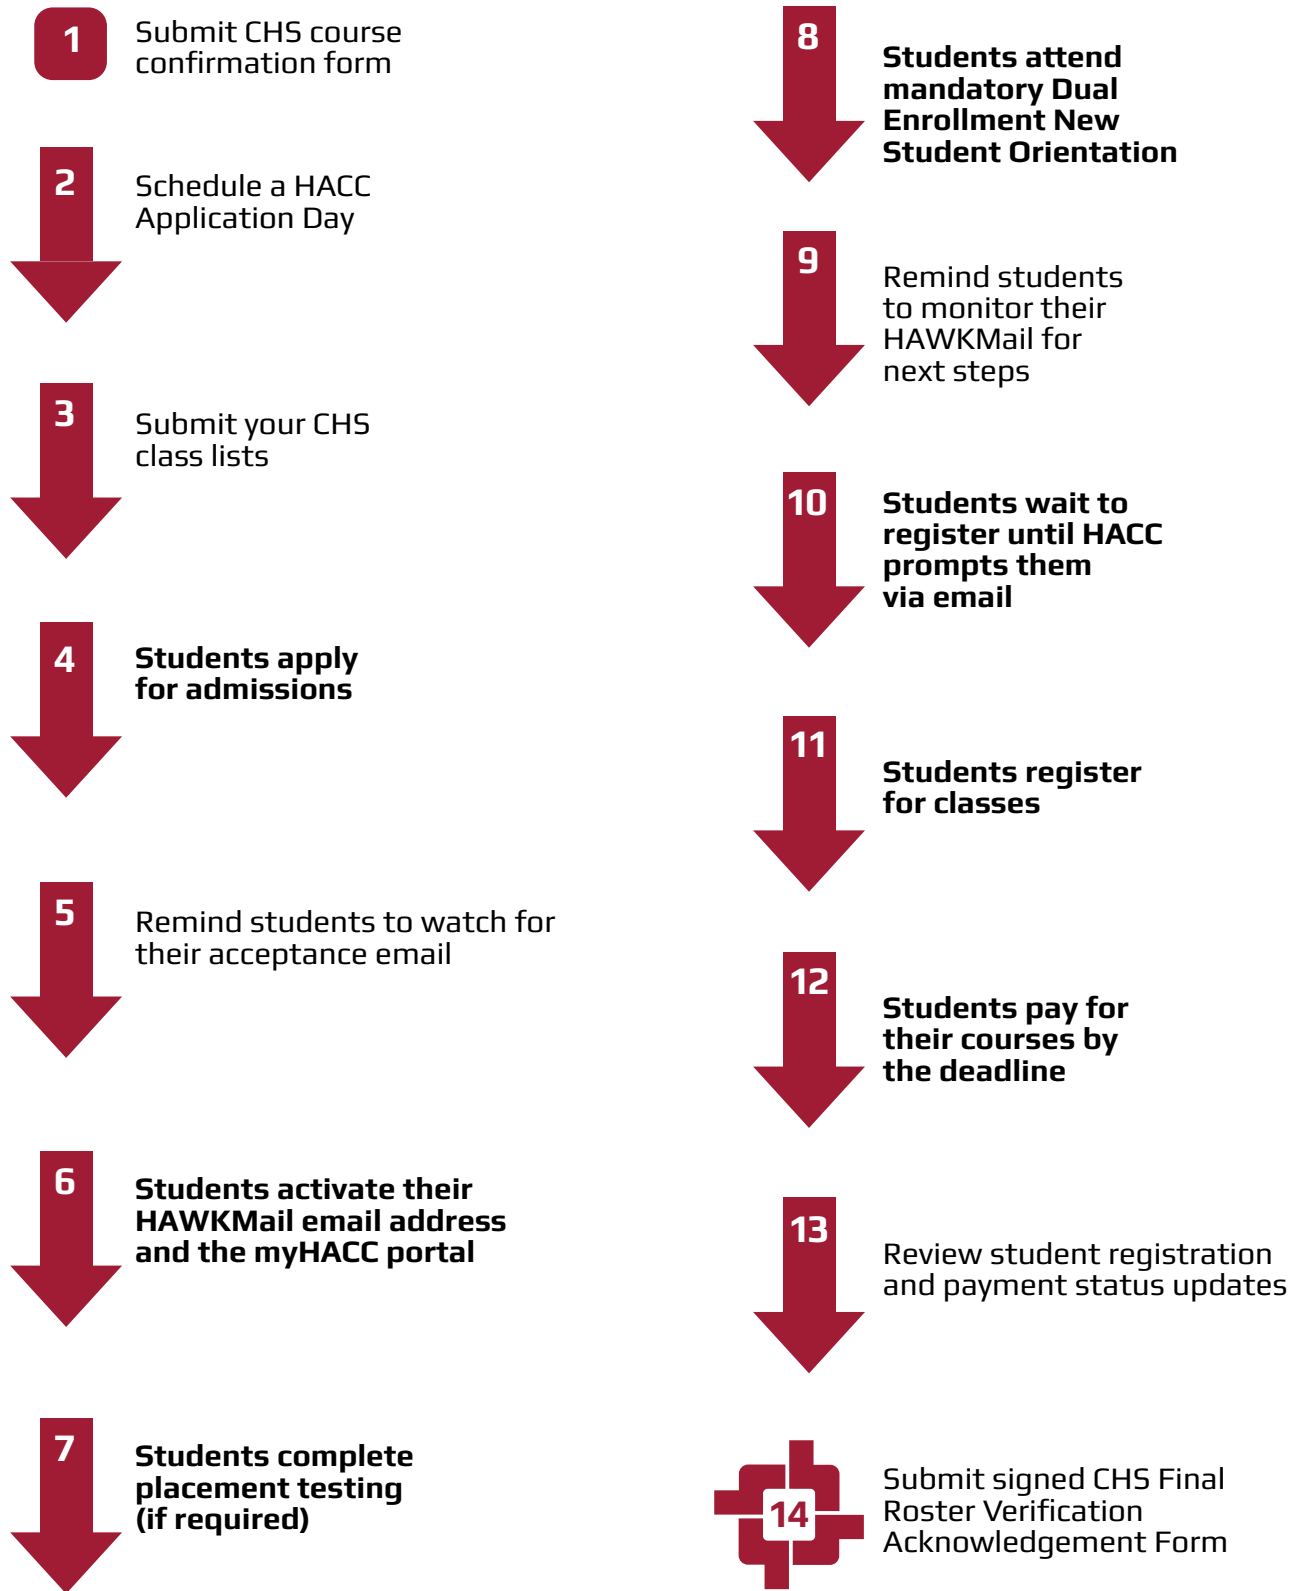 1
Submit CHS course
confirmation form
2
Schedule a HACC
Application Day
3
Submit your CHS
class lists
4
Students apply
for admissions
5
Remind students to watch for
their acceptance email
6
Students activate their
HAWKMail email address
and the myHACC portal
7
Students complete
placement testing
(if required)
8
Students attend
mandatory Dual
Enrollment New
Student Orientation
9
Remind students
to monitor their
HAWKMail for
next steps
10
Students wait to
register until HACC
prompts them
via email
11
Students register
for classes
12
Students pay for
their courses by
the deadline
13
Review student registration
and payment status updates
14
Submit signed CHS Final
Roster Verification
Acknowledgement Form